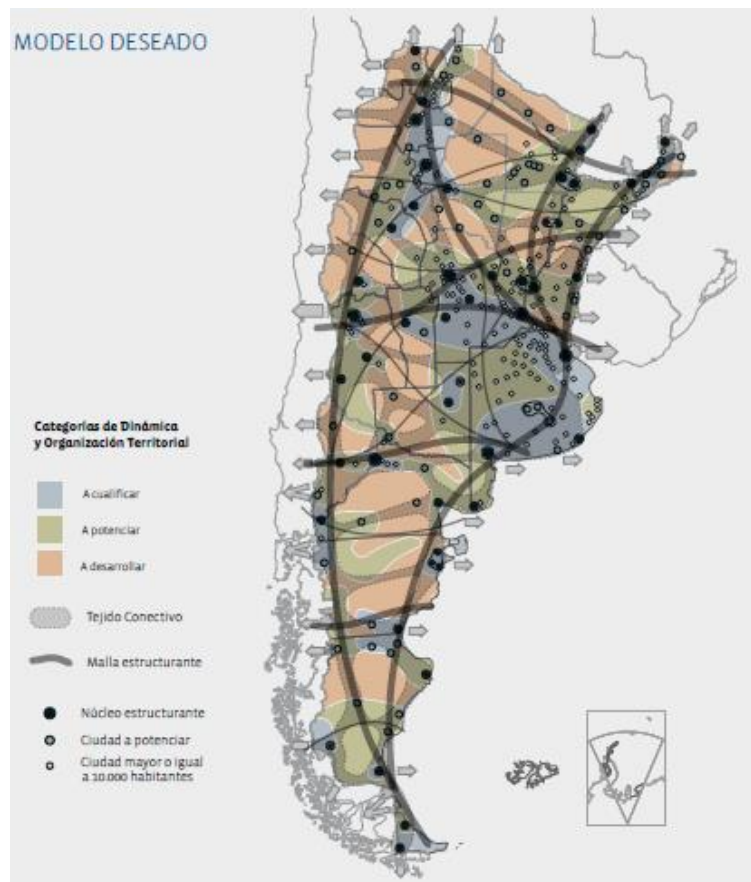 MODELO DESEADO
Categorías de Dinámica
y Organización Territorial
A cualificar
A potenciar
A desarrollar
Tejido Conectivo
Malla estructurante
Núcleo estructurante
Ciudad a potenciar
Ciudad mayor o igual
a 10.000 habitantes